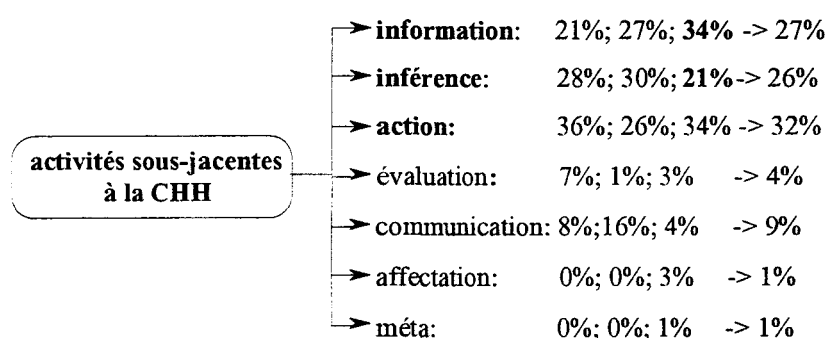 information: 21%; 27%; 34% -> 27%
inférence: 28%; 30%; 21%-> 26%
action: 36%; 26%; 34% -> 32%
activités sous-jacentes
à la CHH
évaluation: 7%; 1%; 3% -> 4%
communication: 8%;16%; 4% -> 9%
affectation: 0%; 0%; 3% -> 1%
méta: 0%; 0%; 1% -> 1%